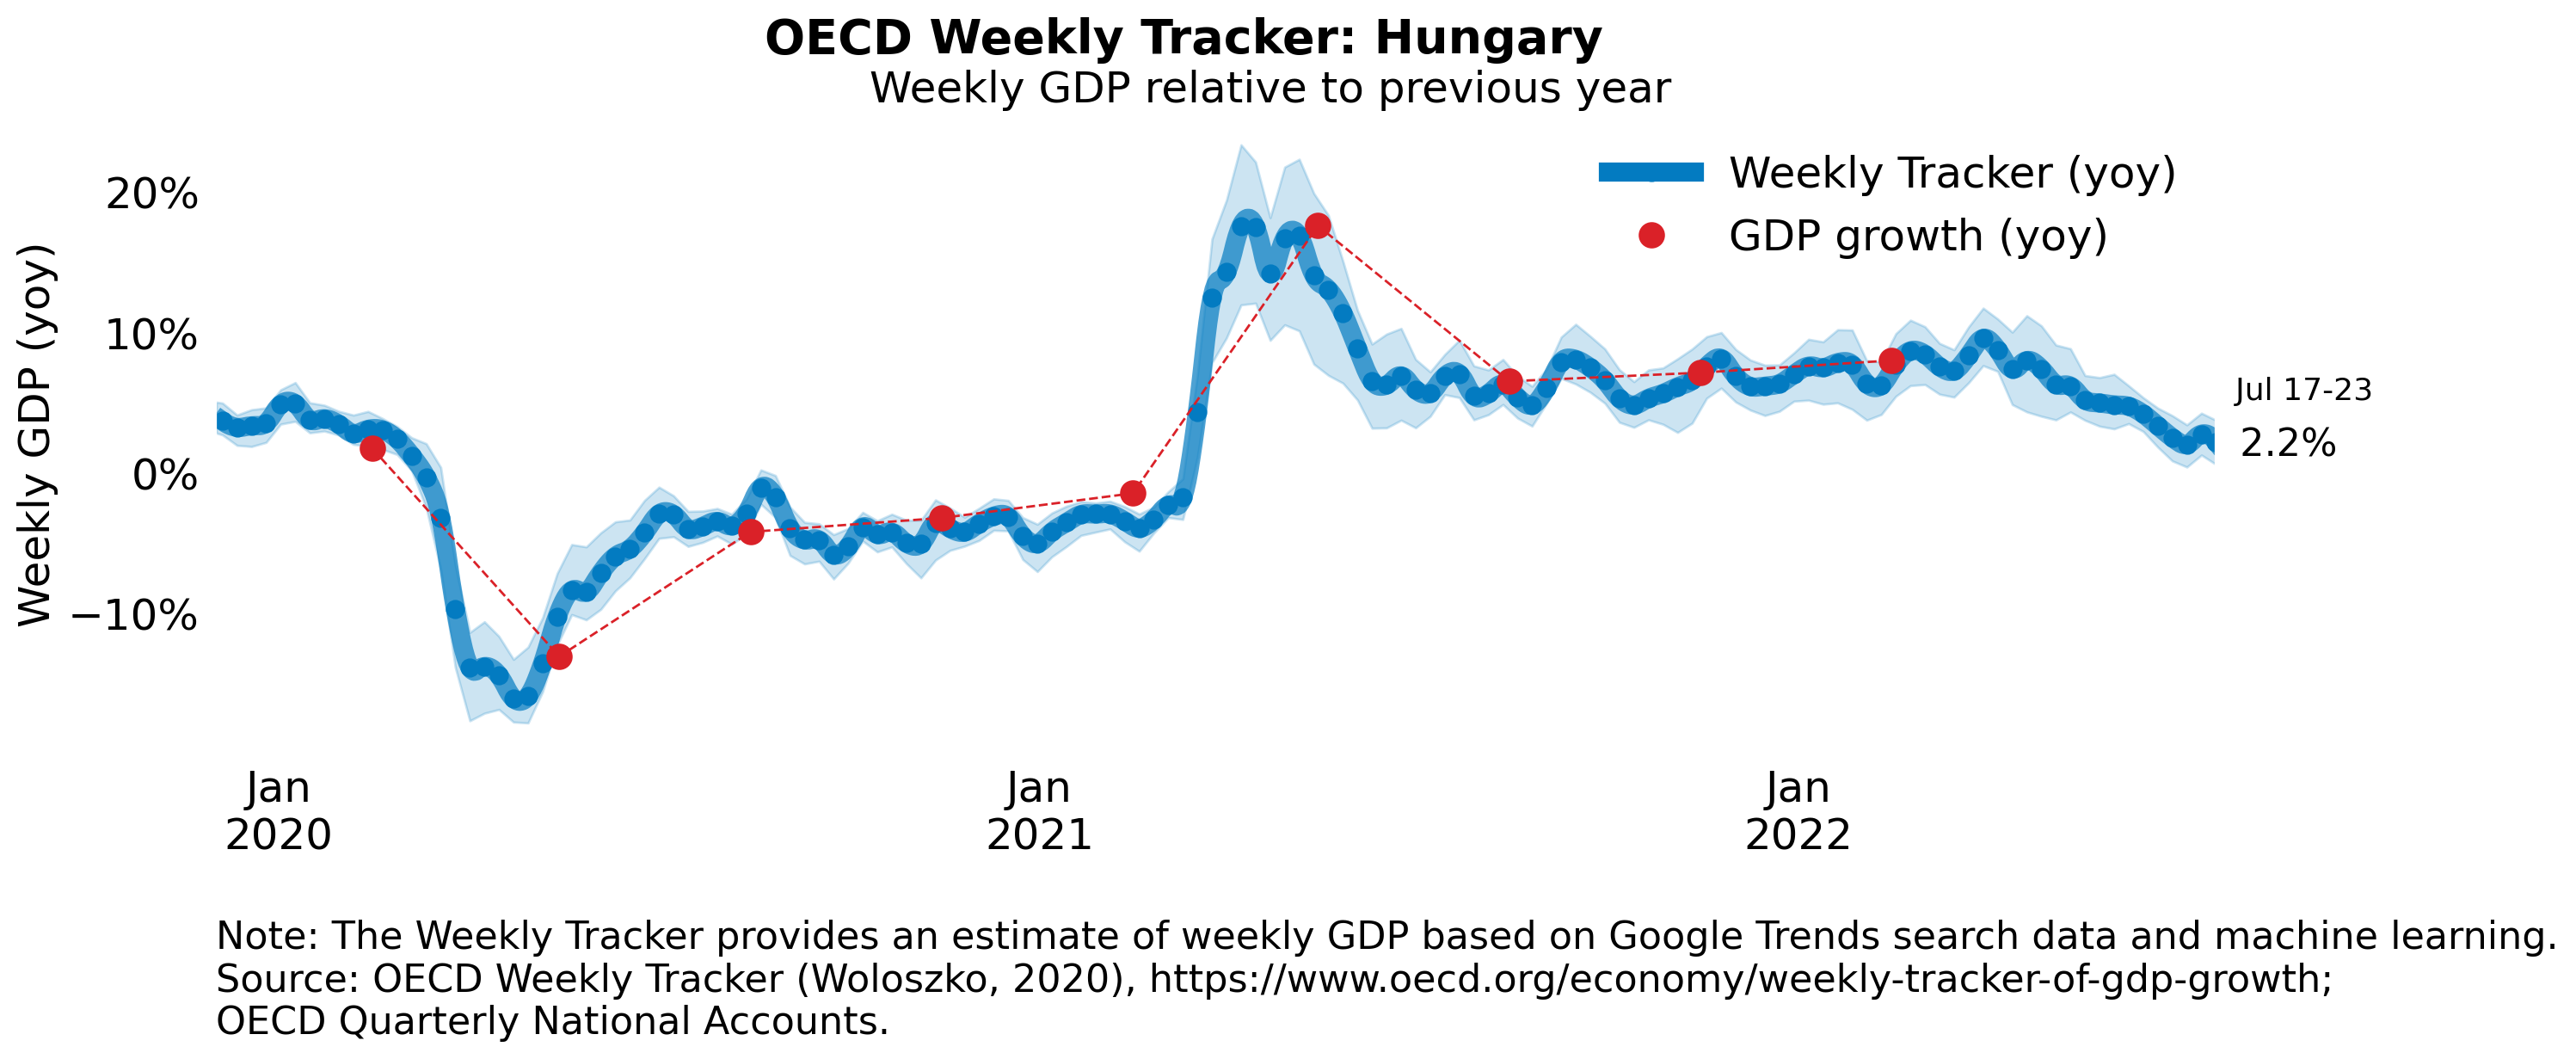 OECD Weekly Tracker: Hungary
Weekly GDP relative to previous year
Weekly Tracker (yoy)
GDP growth (yoy)
Weekly GDP (yoy)
20%
10%
0%
−10%
Jul 17-23
2.2%
Jan
2020
Jan
2021
Jan
2022
Note: The Weekly Tracker provides an estimate of weekly GDP based on Google Trends search data and machine learning.
Source: OECD Weekly Tracker (Woloszko, 2020), https://www.oecd.org/economy/weekly-tracker-of-gdp-growth;
OECD Quarterly National Accounts.